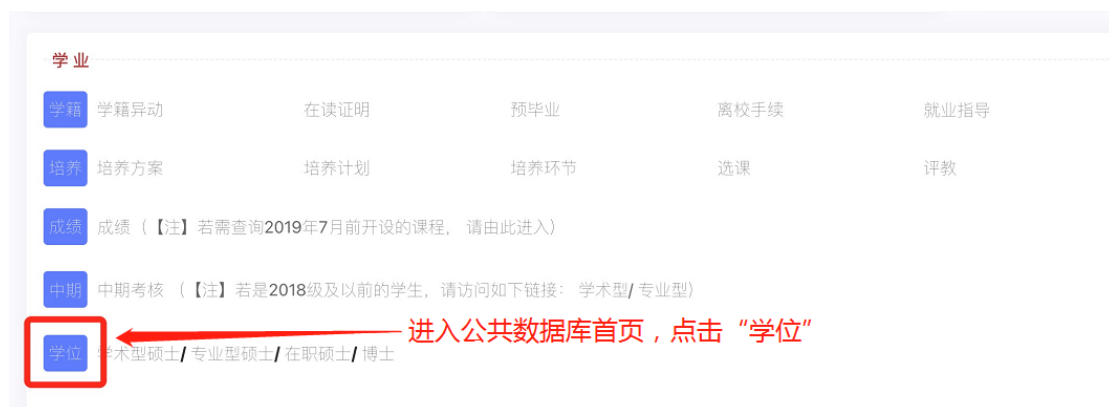 学业
学籍 学籍异动 在读证明 预毕业 离校手续 就业指导
培养 培养方案 培养计划 培养环节 选课 评教
成绩 成绩（【注】若需查询2019年7月前开设的课程，请由此进入）
中期 中期考核 （【注】若是2018级及以前的学生，请访问如下链接： 学术型/ 专业型）
进入公共数据库首页，点击“学位”
学位 学术型硕士/ 专业型硕士/ 在职硕士/ 博士